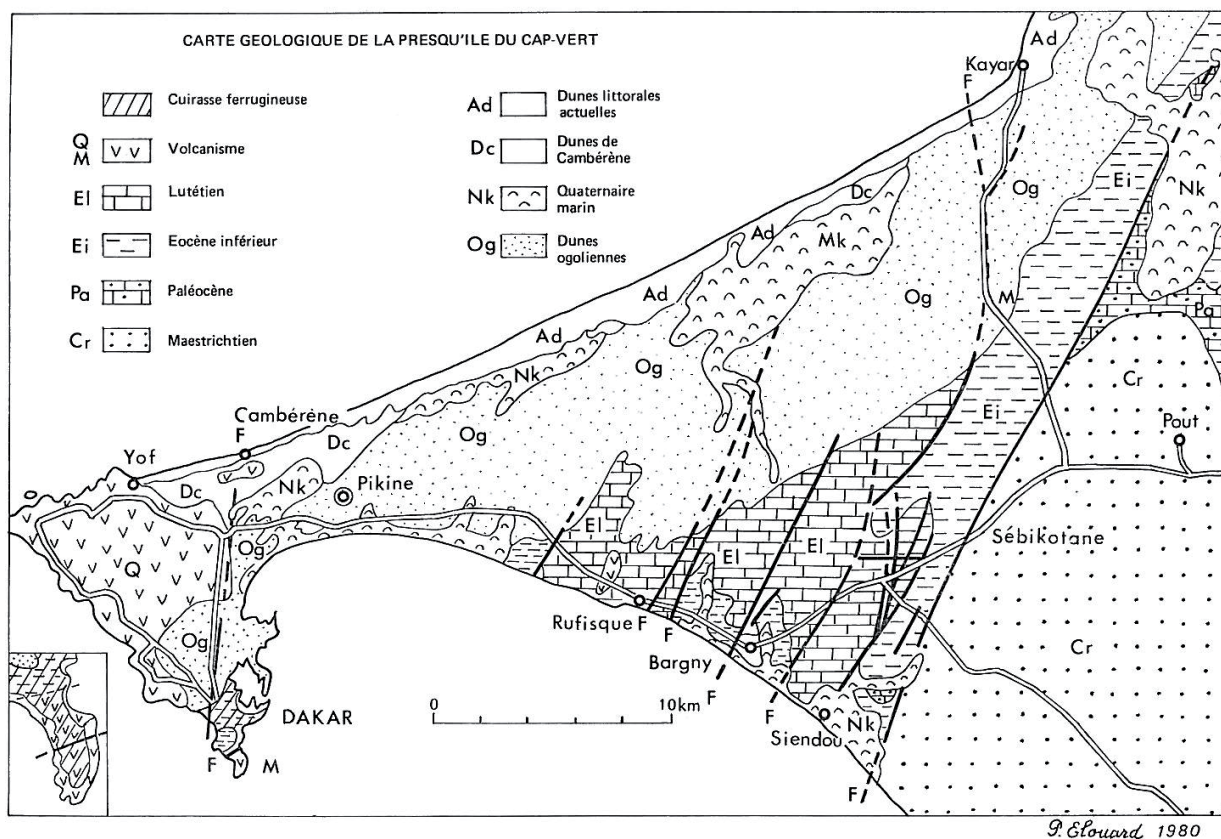 CARTE GEOLOGIQUE DE LA PRESQU'ILE DU CAP-VERT
Cuirasse ferrugineuse
Q
M
Volcanisme
El
Lutétien
Ei
Eocène inférieur
Pa
Paléocène
Cr
Maestrichtien
Ad
Dunes littorales
actuelles
Dc
Dunes de
Cambérène
Nk
Quaternaire
marin
Og
Dunes
ogoliennes
Ad
Kayar
F
Og
Ei
Nk
Dc
Ad
Mk
Ad
Og
M
Pa
Ad
Nk
Og
Cr
Ei
Cambérène
F
Dc
Og
Pout
Yof
Dc
Nk
Pikine
El
El
El
Sébikotane
Og
Q
Rufisque
F
F
Bargny
Og
Cr
F
F
DAKAR
0
10km
Siendou
Nk
F
M
F
P. Elouard 1980